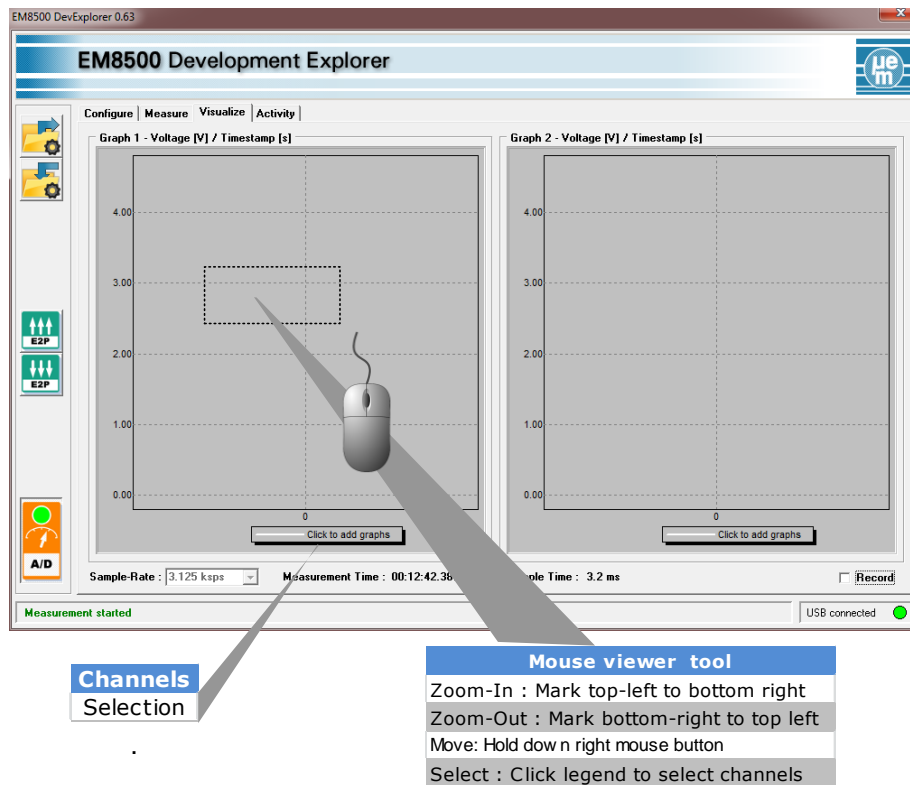 EM8500 DevExplorer 0.63
EM8500 Development Explorer
μe
m
Configure Measure Visualize Activity
Graph 1 - Voltage [V] / Timestamp [s]
Graph 2 - Voltage [V] / Timestamp [s]
4.00
3.00
2.00
1.00
0.00
0
Click to add graphs
4.00
3.00
2.00
1.00
0.00
0
Click to add graphs
E2P
E2P
A/D
Sample-Rate : 3.125 ksps Measurement Time : 00:12:42.38 Time : 3.2 ms Record
Measurement started USB connected
Channels
Selection
.
Mouse viewer tool
Zoom-In : Mark top-left to bottom right
Zoom-Out : Mark bottom-right to top left
Move: Hold down right mouse button
Select : Click legend to select channels